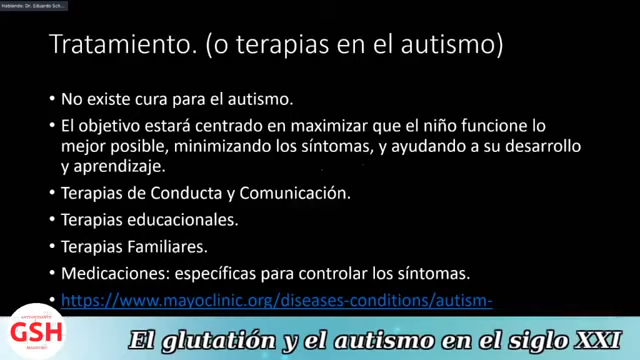 Hablando: Dr. Eduardo Sch...
Tratamiento. (o terapias en el autismo)
• No existe cura para el autismo.
• El objetivo estará centrado en maximizar que el niño funcione lo
mejor posible, minimizando los síntomas, y ayudando a su desarrollo
y aprendizaje.
• Terapias de Conducta y Comunicación.
• Terapias educacionales.
• Terapias Familiares.
• Medicaciones: específicas para controlar los síntomas.
• https://www.mayoclinic.org/diseases-conditions/autism-
GSH
El glutatión y el autismo en el siglo XXI